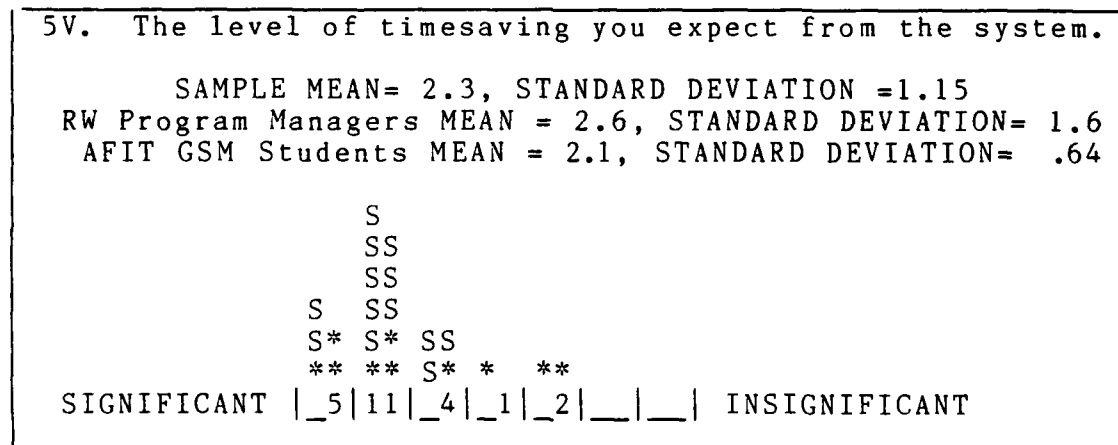 5V.  The level of timesaving you expect from the system.
SAMPLE MEAN= 2.3, STANDARD DEVIATION =1.15
RW Program Managers MEAN = 2.6, STANDARD DEVIATION= 1.6
AFIT GSM Students MEAN = 2.1, STANDARD DEVIATION=  .64
S
SS
SS
S  SS
S* S* SS
** ** S* *  **
SIGNIFICANT |_5|11|_4|_1|_2|__|__| INSIGNIFICANT